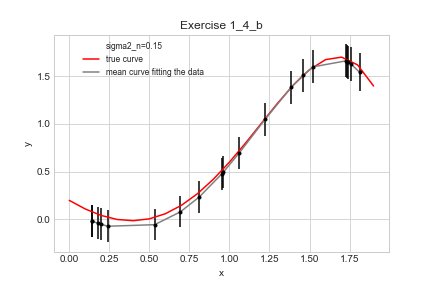 Exercise 1_4_b
sigma2_n=0.15
true curve
mean curve fitting the data
y
1.5
1.0
0.5
0.0
0.00 0.25 0.50 0.75 1.00 1.25 1.50 1.75
x